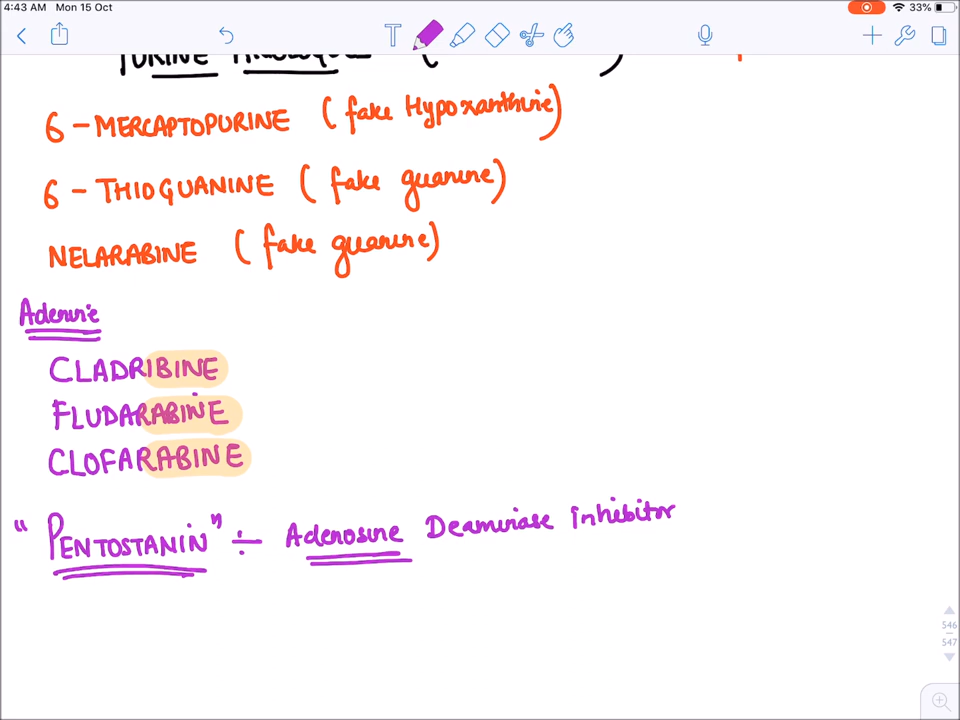 4:43 AM Mon 15 Oct
33%
T
PURINE
6-MERCAPTOPURINE (fake Hypoxanthine)
6-THIOGUANINE (fake guanine)
NELARABINE (fake guanine)
Adenine
CLADRIBINE
FLUDARABINE
CLOFARABINE
"PENTOSTANIN" ÷ Adenosine Deaminase inhibitor
546
547